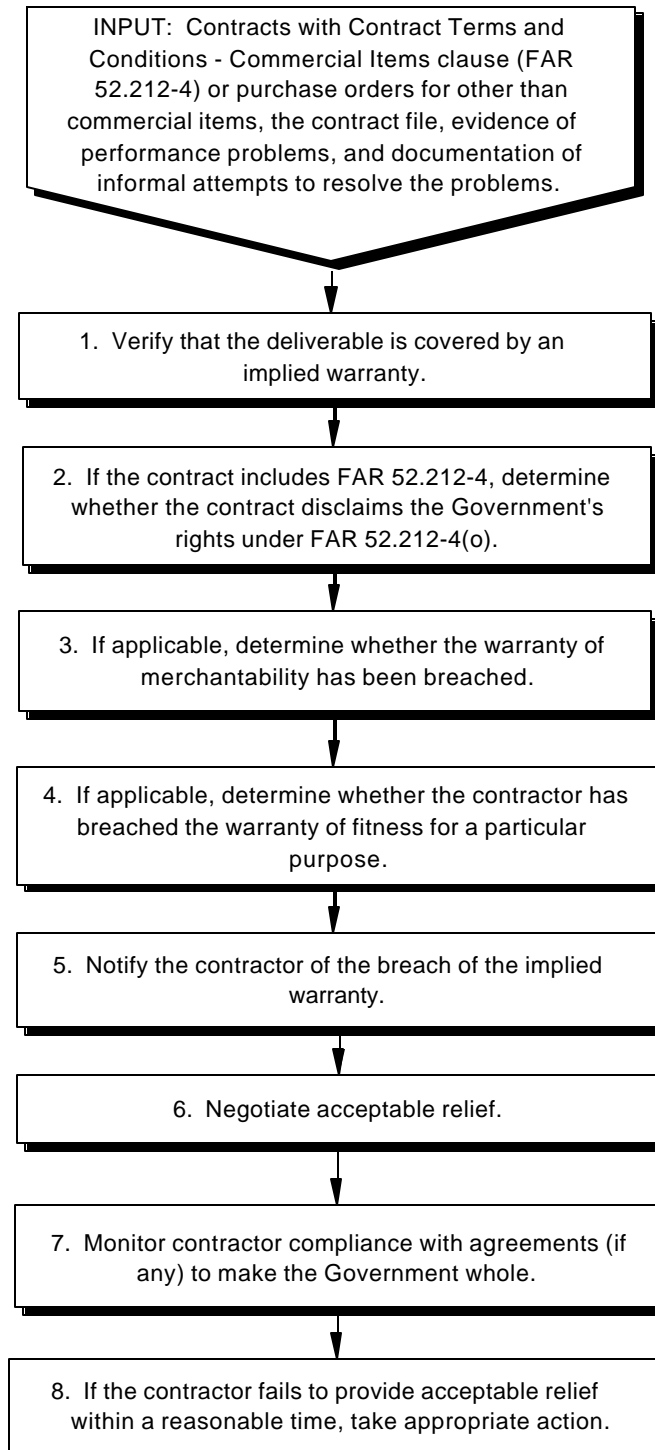 INPUT: Contracts with Contract Terms and
Conditions - Commercial Items clause (FAR
52.212-4) or purchase orders for other than
commercial items, the contract file, evidence of
performance problems, and documentation of
informal attempts to resolve the problems.
1. Verify that the deliverable is covered by an
implied warranty.
2. If the contract includes FAR 52.212-4, determine
whether the contract disclaims the Government's
rights under FAR 52.212-4(o).
3. If applicable, determine whether the warranty of
merchantability has been breached.
4. If applicable, determine whether the contractor has
breached the warranty of fitness for a particular
purpose.
5. Notify the contractor of the breach of the implied
warranty.
6. Negotiate acceptable relief.
7. Monitor contractor compliance with agreements (if
any) to make the Government whole.
8. If the contractor fails to provide acceptable relief
within a reasonable time, take appropriate action.